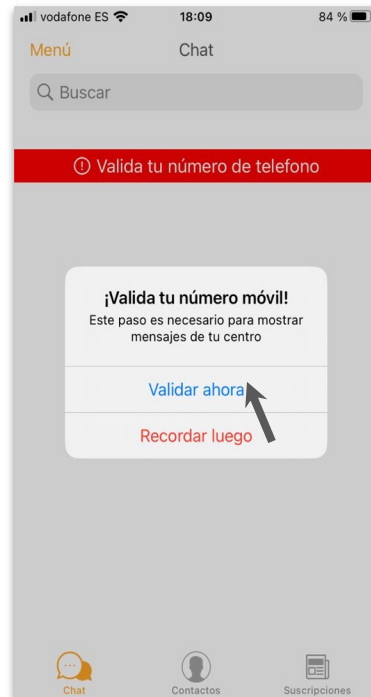 vodafone ES 18:09 84 %
Menú Chat
Buscar
Valida tu número de telefono
¡Valida tu número móvil!
Este paso es necesario para mostrar
mensajes de tu centro
Validar ahora
Recordar luego
Chat Contactos Suscripciones